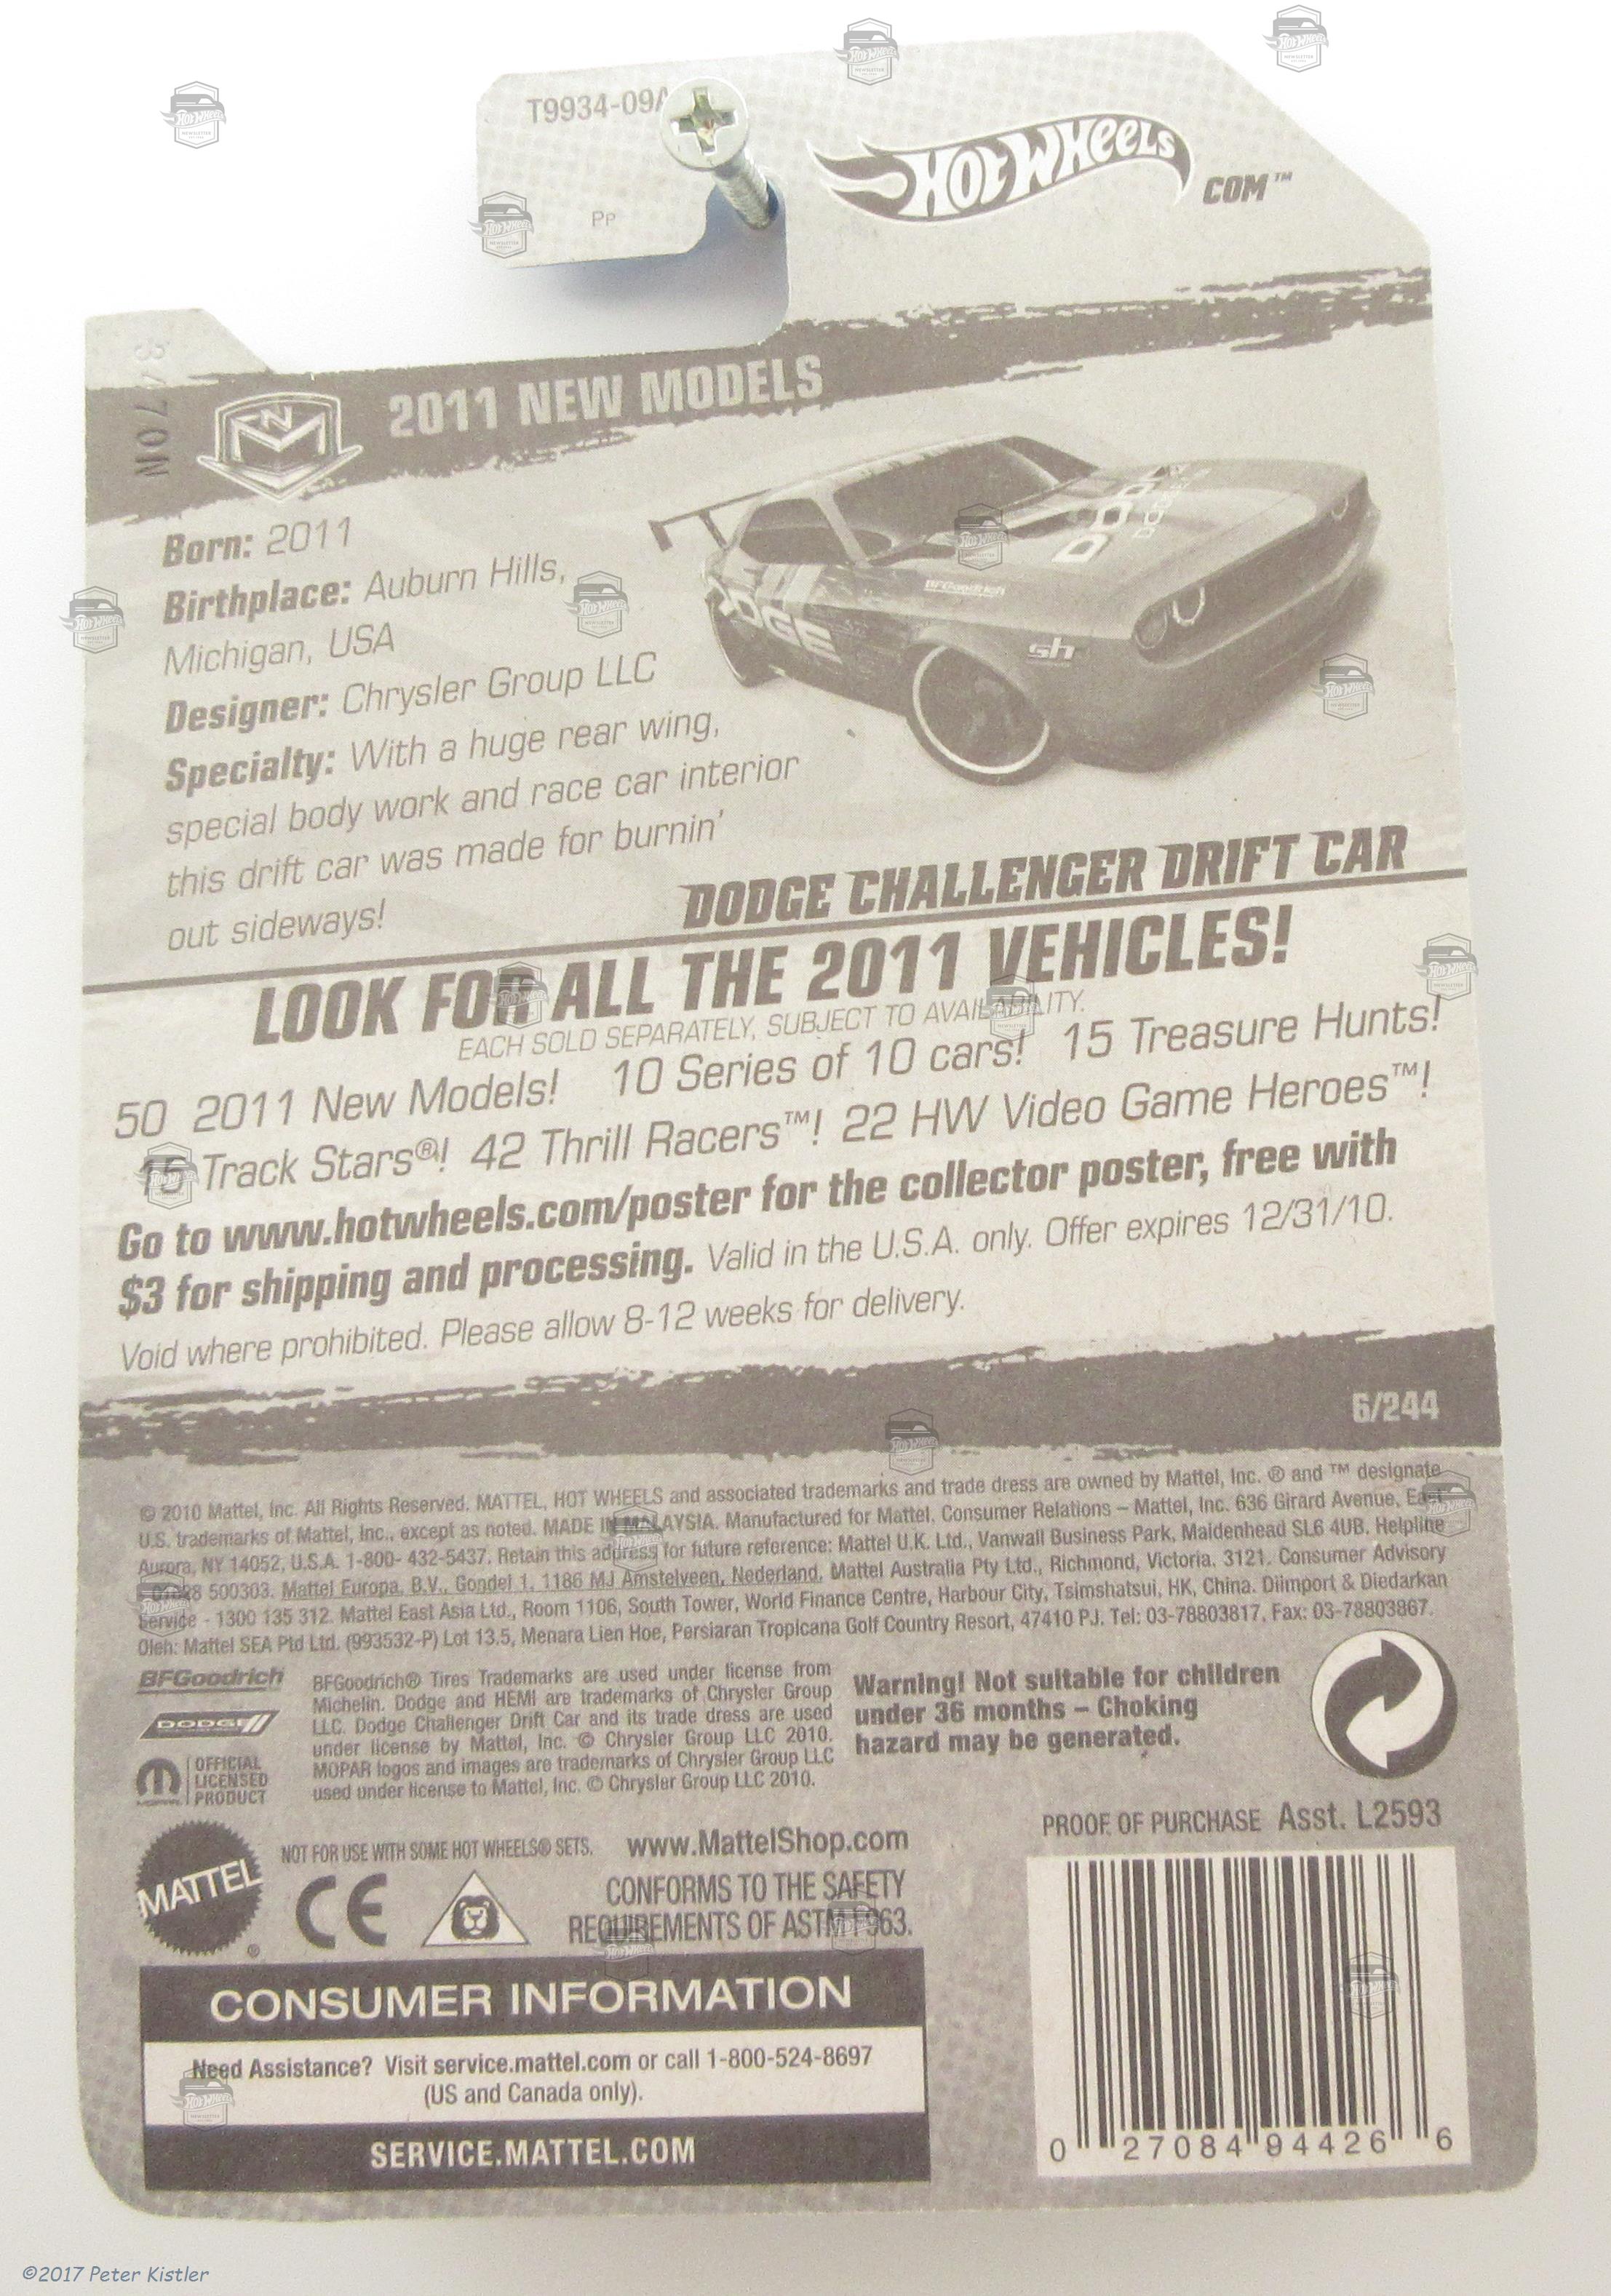 T9934-09A
Pp
HOT WHEELS
COM™
2011 NEW MODELS
Born: 2011
Birthplace: Auburn Hills,
Michigan, USA
Designer: Chrysler Group LLC
Specialty: With a huge rear wing,
special body work and race car interior
this drift car was made for burnin'
out sideways!
BFGoodrich
sh
DODGE CHALLENGER DRIFT CAR
LOOK FOR ALL THE 2011 VEHICLES!
EACH SOLD SEPARATELY, SUBJECT TO AVAILABILITY.
50 2011 New Models! 10 Series of 10 cars! 15 Treasure Hunts!
15 Track Stars®! 42 Thrill Racers™! 22 HW Video Game Heroes™!
Go to www.hotwheels.com/poster for the collector poster, free with
$3 for shipping and processing. Valid in the U.S.A. only. Offer expires 12/31/10.
Void where prohibited. Please allow 8-12 weeks for delivery.
6/244
© 2010 Mattel, Inc. All Rights Reserved. MATTEL, HOT WHEELS and associated trademarks and trade dress are owned by Mattel, Inc. ® and ™ designate
U.S. trademarks of Mattel, Inc., except as noted. MADE IN MALAYSIA. Manufactured for Mattel. Consumer Relations – Mattel, Inc. 636 Girard Avenue, East
Aurora, NY 14052, U.S.A. 1-800- 432-5437. Retain this address for future reference: Mattel U.K. Ltd., Vanwall Business Park, Maidenhead SL6 4UB. Helpline
01628 500303. Mattel Europa, B.V., Gondel 1, 1186 MJ Amstelveen, Nederland. Mattel Australia Pty Ltd., Richmond, Victoria. 3121. Consumer Advisory
Service - 1300 135 312. Mattel East Asia Ltd., Room 1106, South Tower, World Finance Centre, Harbour City, Tsimshatsui, HK, China. Diimport & Diedarkan
Oleh: Mattel SEA Ptd Ltd. (993532-P) Lot 13.5, Menara Lien Hoe, Persiaran Tropicana Golf Country Resort, 47410 PJ. Tel: 03-78803817, Fax: 03-78803867.
BFGoodrich
DODGE
OFFICIAL
LICENSED
PRODUCT
BFGoodrich® Tires Trademarks are used under license from
Michelin. Dodge and HEMI are trademarks of Chrysler Group
LLC. Dodge Challenger Drift Car and its trade dress are used
under license by Mattel, Inc. © Chrysler Group LLC 2010.
MOPAR logos and images are trademarks of Chrysler Group LLC
used under license to Mattel, Inc. © Chrysler Group LLC 2010.
Warning! Not suitable for children
under 36 months – Choking
hazard may be generated.
PROOF OF PURCHASE Asst. L2593
MATTEL®
NOT FOR USE WITH SOME HOT WHEELS® SETS. www.MattelShop.com
CE
CONFORMS TO THE SAFETY
REQUIREMENTS OF ASTM F963.
CONSUMER INFORMATION
Need Assistance? Visit service.mattel.com or call 1-800-524-8697
(US and Canada only).
SERVICE.MATTEL.COM
0 27084 94426 6
©2017 Peter Kistler